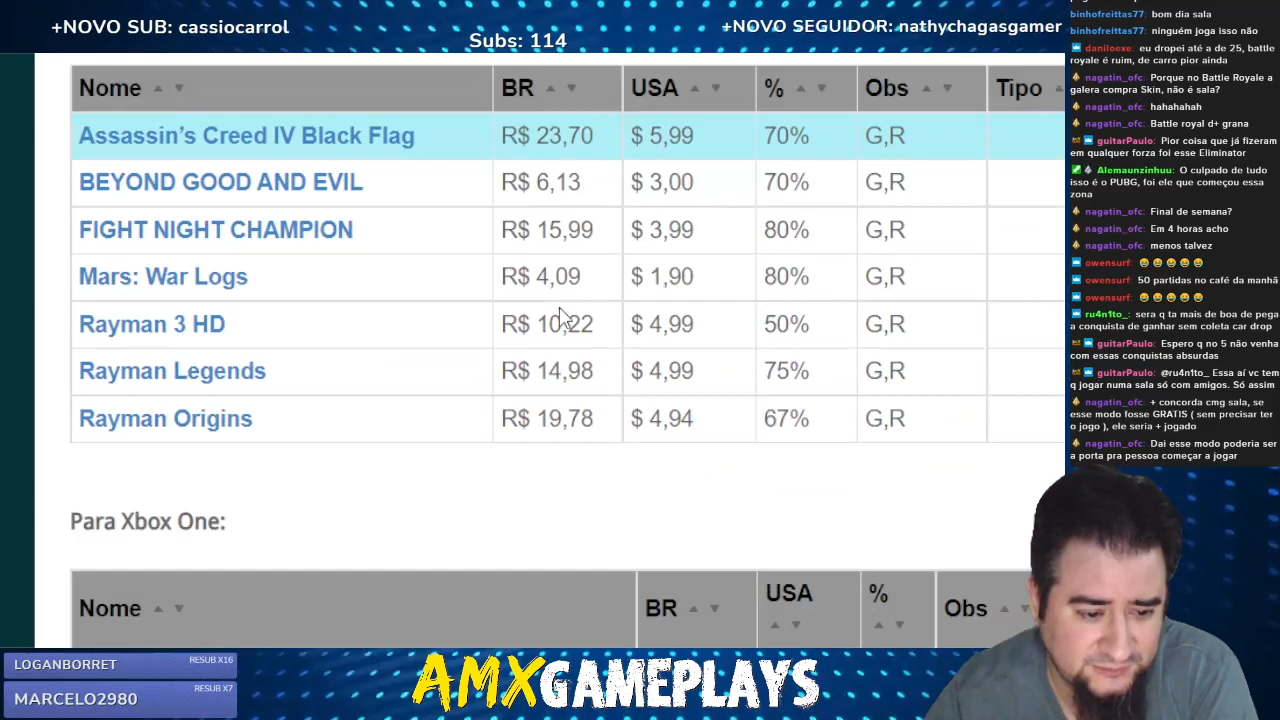 +NOVO SUB: cassiocarrol
Subs: 114
+NOVO SEGUIDOR: nathychagasgamer
Nome BR USA % Obs Tipo
Assassin's Creed IV Black Flag R$ 23,70 $ 5,99 70% G,R
BEYOND GOOD AND EVIL R$ 6,13 $ 3,00 70% G,R
FIGHT NIGHT CHAMPION R$ 15,99 $ 3,99 80% G,R
Mars: War Logs R$ 4,09 $ 1,90 80% G,R
Rayman 3 HD R$ 10,22 $ 4,99 50% G,R
Rayman Legends R$ 14,98 $ 4,99 75% G,R
Rayman Origins R$ 19,78 $ 4,94 67% G,R
Para Xbox One:
Nome BR USA % Obs
binhofreittas77: bom dia sala
binhofreittas77: ninguém joga isso não
daniloexe: eu dropei até a de 25, battle
royale é ruim, de carro pior ainda
nagatin_ofc: Porque no Battle Royale a
galera compra Skin, não é sala?
nagatin_ofc: hahahahah
nagatin_ofc: Battle royal d+ grana
guitarPaulo: Pior coisa que já fizeram
em qualquer forza foi esse Eliminator
Alemaunzinhuu: O culpado de tudo
isso é o PUBG, foi ele que começou essa
zona
nagatin_ofc: Final de semana?
nagatin_ofc: Em 4 horas acho
nagatin_ofc: menos talvez
owensurf: 😂 😂 😂 😂 😂
owensurf: 50 partidas no café da manhã
owensurf: 😂 😂 😂 😂 😂
ru4n1to_: sera q ta mais de boa de pega
a conquista de ganhar sem coleta car drop
guitarPaulo: Espero q no 5 não venha
com essas conquistas absurdas
guitarPaulo: @ru4n1to_ Essa aí vc tem
q jogar numa sala só com amigos. Só assim
nagatin_ofc: + concorda cmg sala, se
esse modo fosse GRATIS ( sem precisar ter
o jogo ), ele seria + jogado
nagatin_ofc: Dai esse modo poderia ser
a porta pra pessoa começar a jogar
LOGANBORRET RESUB X16
MARCELO2980 RESUB X7
AMXGAMEPLAYS